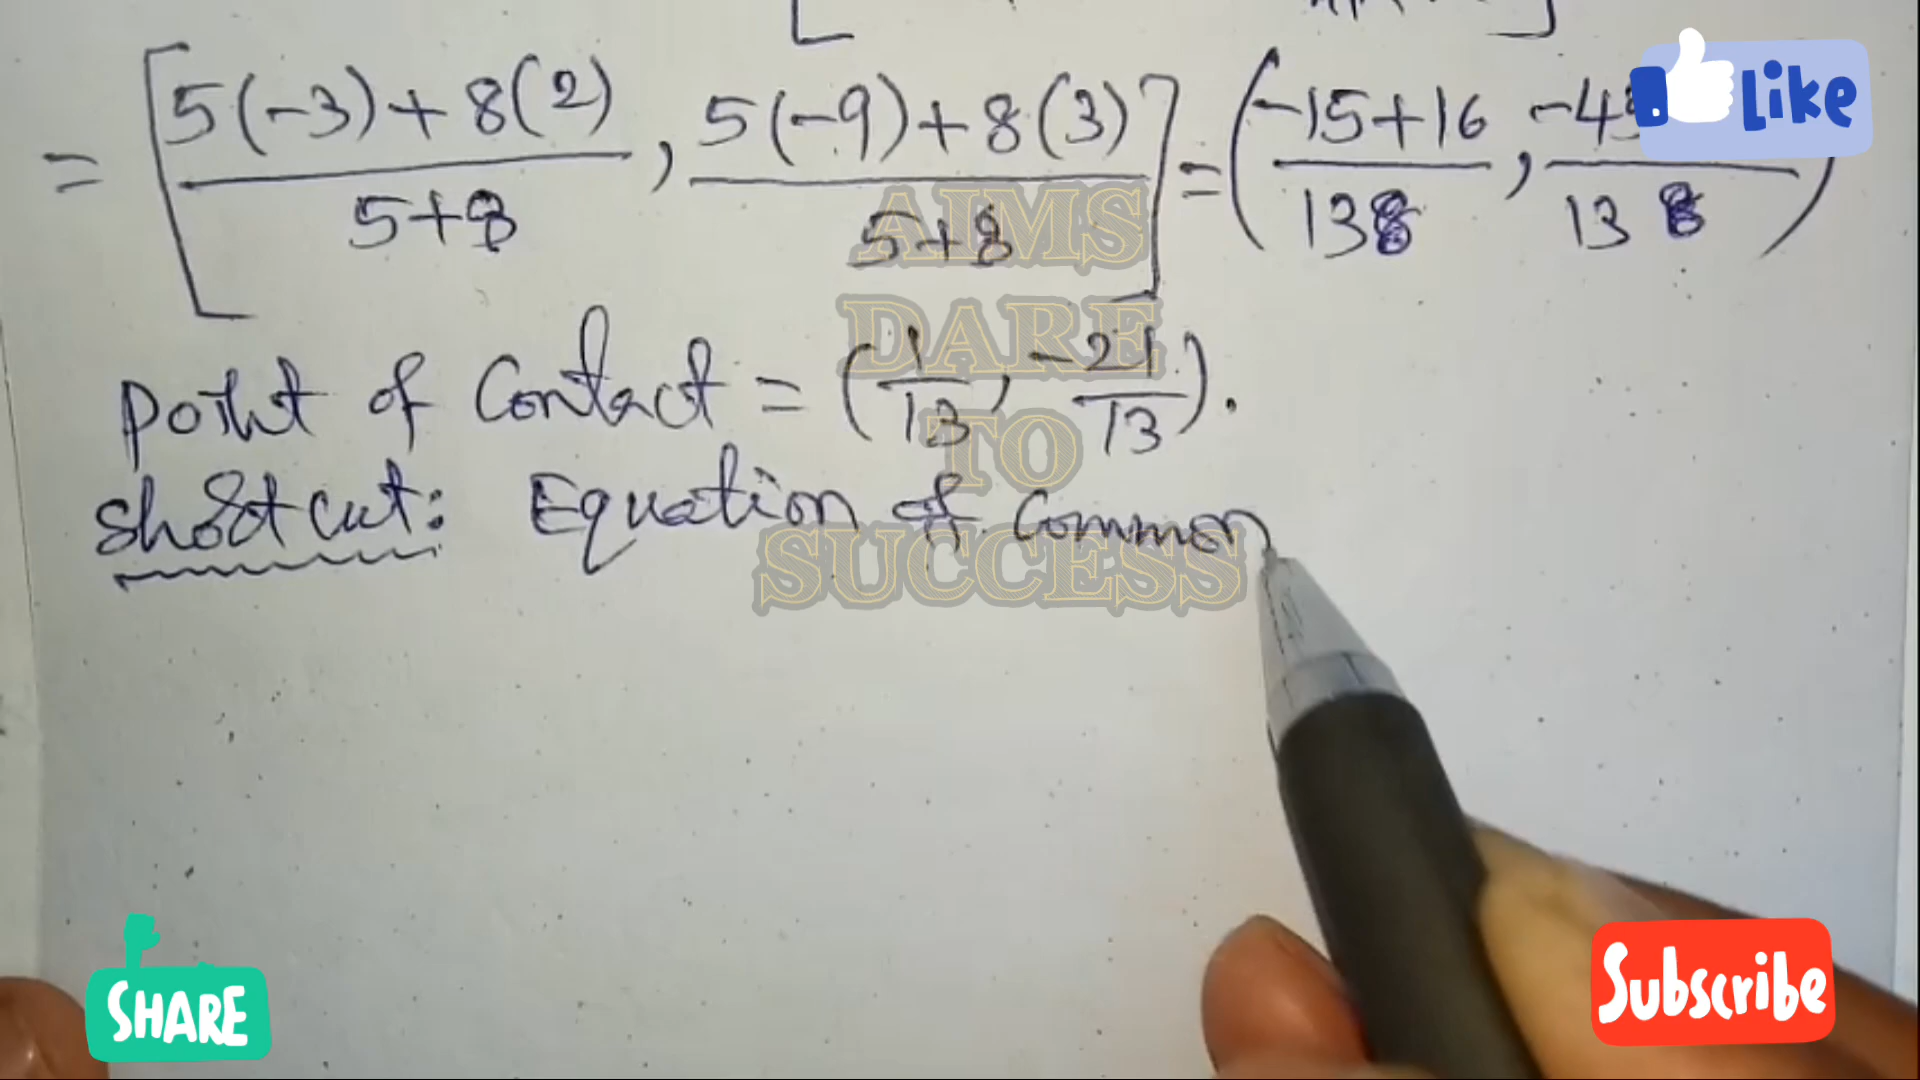 = [ 5(-3)+8(2) / 5+8 , 5(-9)+8(3) / 5+8 ] = ( -15+16 / 13 , -4 / 13 )
point of Contact = ( 1/13 , -21/13 ).
shortcut: Equation of Common
AIMS
DARE
TO
SUCCESS
Like
SHARE
Subscribe